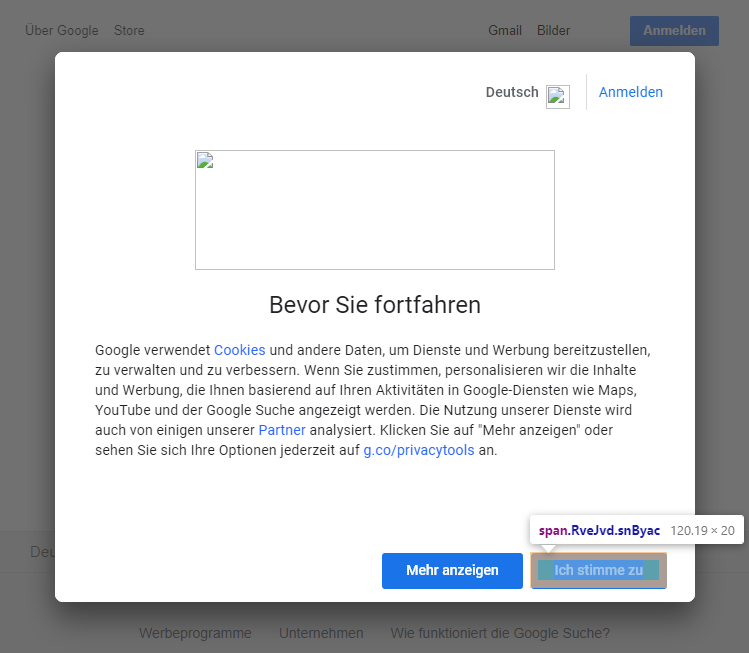 Über Google Store Gmail Bilder Anmelden
Deutsch Anmelden
Bevor Sie fortfahren
Google verwendet Cookies und andere Daten, um Dienste und Werbung bereitzustellen,
zu verwalten und zu verbessern. Wenn Sie zustimmen, personalisieren wir die Inhalte
und Werbung, die Ihnen basierend auf Ihren Aktivitäten in Google-Diensten wie Maps,
YouTube und der Google Suche angezeigt werden. Die Nutzung unserer Dienste wird
auch von einigen unserer Partner analysiert. Klicken Sie auf "Mehr anzeigen" oder
sehen Sie sich Ihre Optionen jederzeit auf g.co/privacytools an.
span.RveJvd.snByac 120.19 × 20
Mehr anzeigen Ich stimme zu
Werbeprogramme Unternehmen Wie funktioniert die Google Suche?